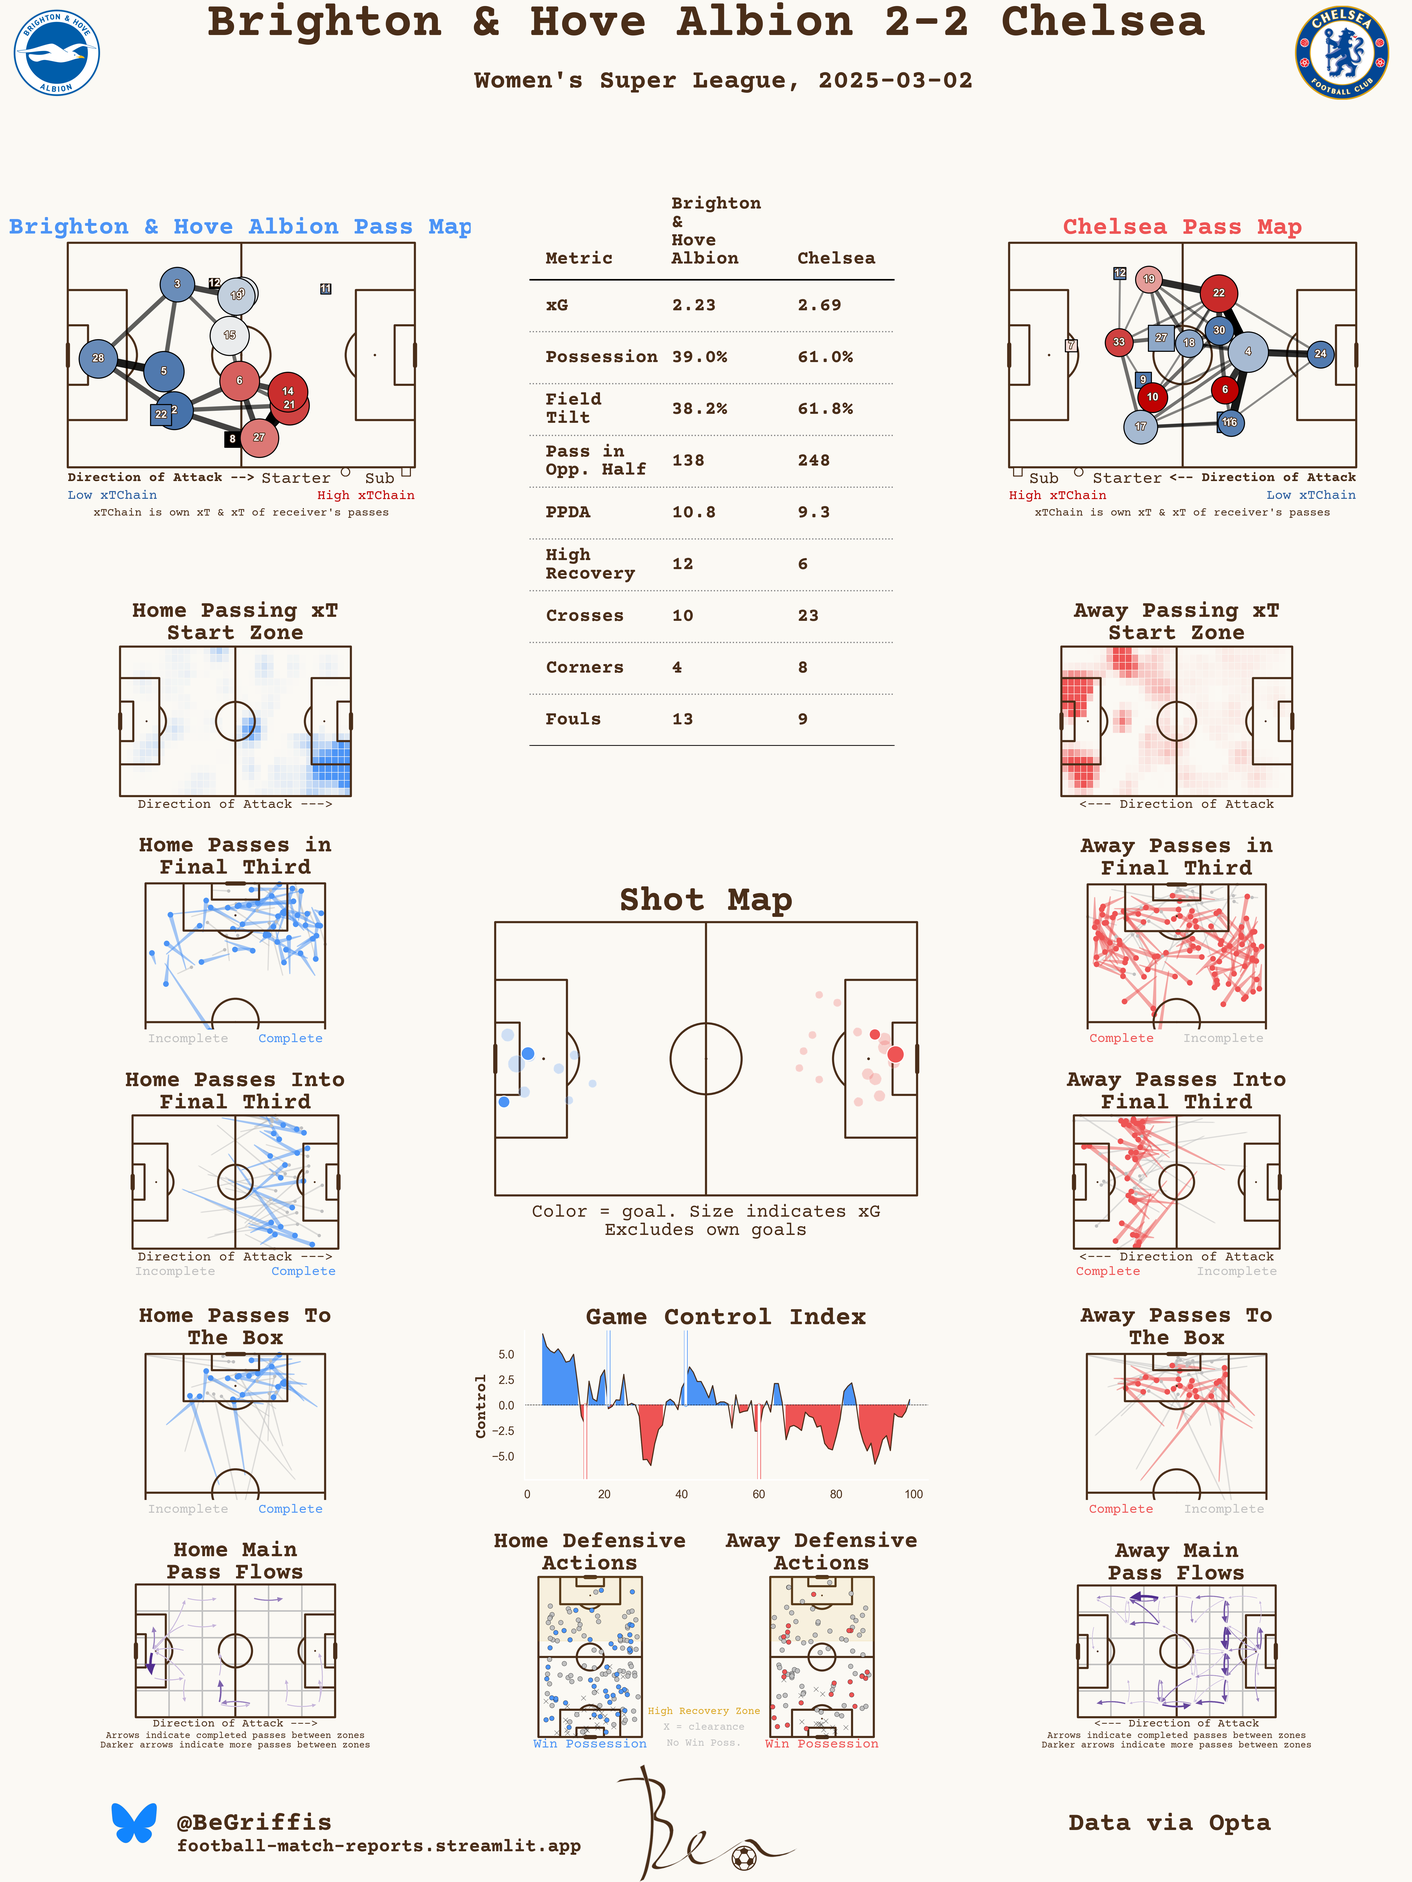 Brighton & Hove Albion 2-2 Chelsea
Women's Super League, 2025-03-02
BRIGHTON & HOVE
ALBION
CHELSEA
FOOTBALL CLUB
Brighton & Hove Albion Pass Map
3
12
19
11
15
28
5
6
14
21
2
22
8
27
Direction of Attack --> Starter Sub
Low xTChain High xTChain
xTChain is own xT & xT of receiver's passes
Brighton
&
Hove
Metric Albion Chelsea
xG 2.23 2.69
Possession 39.0% 61.0%
Field
Tilt 38.2% 61.8%
Pass in
Opp. Half 138 248
PPDA 10.8 9.3
High
Recovery 12 6
Crosses 10 23
Corners 4 8
Fouls 13 9
Chelsea Pass Map
12
19
22
30
7
33
27
18
4
24
9
10
6
17
16
Sub Starter <-- Direction of Attack
High xTChain Low xTChain
xTChain is own xT & xT of receiver's passes
Home Passing xT
Start Zone
Direction of Attack --->
Away Passing xT
Start Zone
<--- Direction of Attack
Home Passes in
Final Third
Incomplete Complete
Away Passes in
Final Third
Complete Incomplete
Shot Map
Color = goal. Size indicates xG
Excludes own goals
Home Passes Into
Final Third
Direction of Attack --->
Incomplete Complete
Away Passes Into
Final Third
<--- Direction of Attack
Complete Incomplete
Home Passes To
The Box
Incomplete Complete
Game Control Index
Control
5.0
2.5
0.0
−2.5
−5.0
0 20 40 60 80 100
Away Passes To
The Box
Complete Incomplete
Home Main
Pass Flows
Direction of Attack --->
Arrows indicate completed passes between zones
Darker arrows indicate more passes between zones
Home Defensive
Actions
Win Possession
Away Defensive
Actions
Win Possession
High Recovery Zone
X = clearance
No Win Poss.
Away Main
Pass Flows
<--- Direction of Attack
Arrows indicate completed passes between zones
Darker arrows indicate more passes between zones
@BeGriffis
football-match-reports.streamlit.app
Ben
Data via Opta